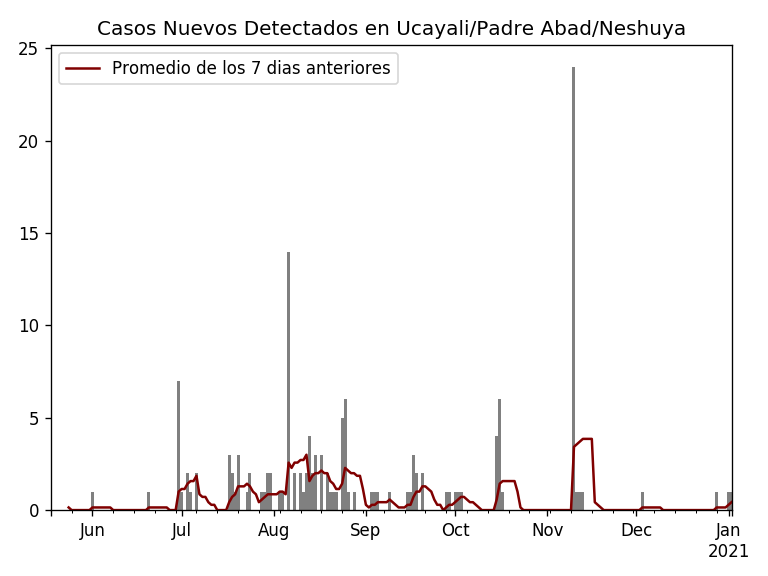 Casos Nuevos Detectados en Ucayali/Padre Abad/Neshuya
Promedio de los 7 dias anteriores
25
20
15
10
5
0
Jun Jul Aug Sep Oct Nov Dec Jan
2021